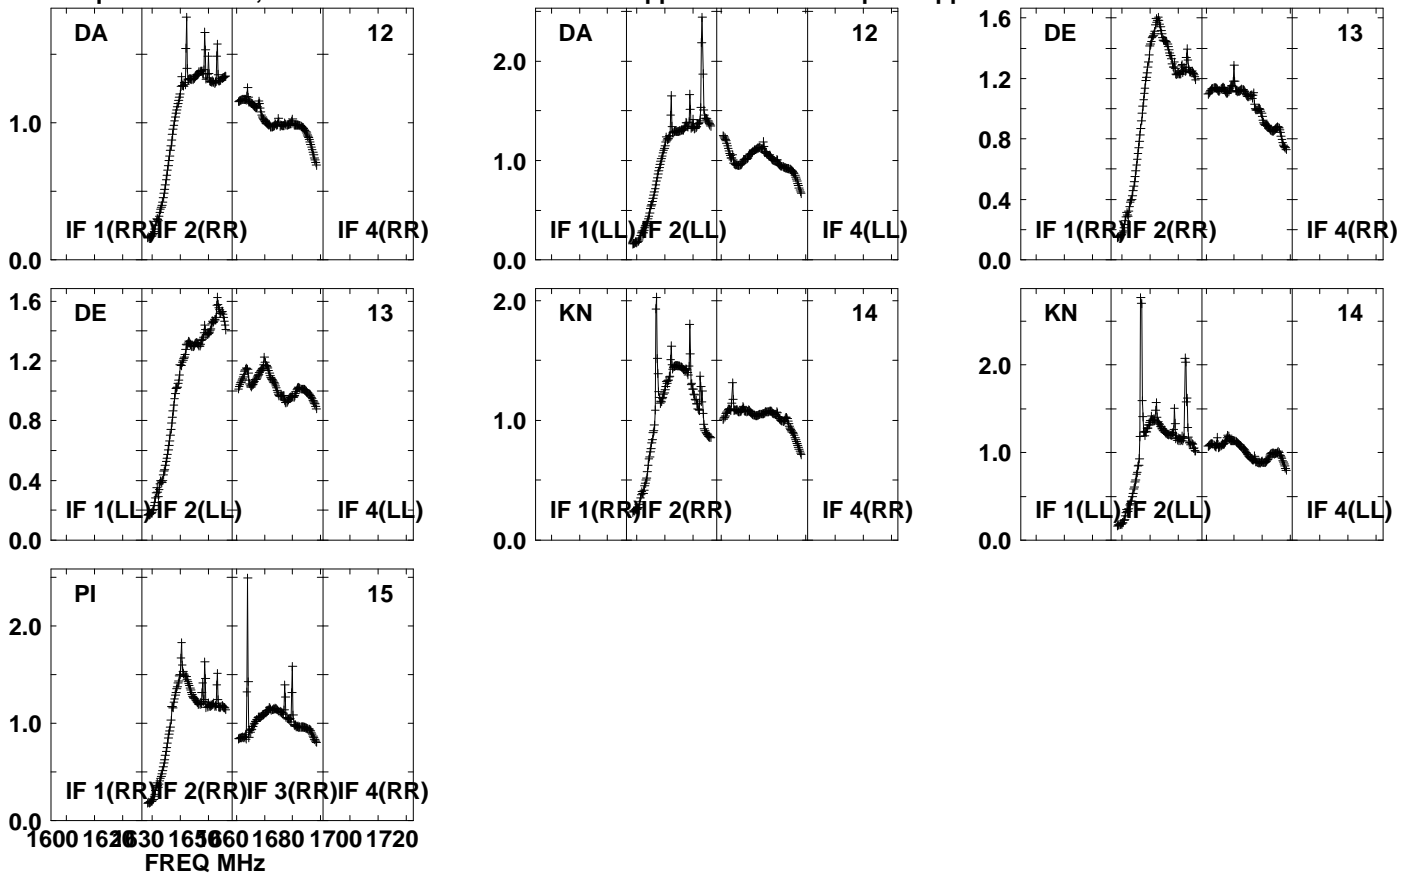 DA 12
1.0
0.0
IF 1(RR) IF 2(RR) IF 4(RR)
DA 12
2.0
1.0
0.0
IF 1(LL) IF 2(LL) IF 4(LL)
DE 13
1.6
1.2
0.8
0.4
0.0
IF 1(RR) IF 2(RR) IF 4(RR)
DE 13
1.6
1.2
0.8
0.4
0.0
IF 1(LL) IF 2(LL) IF 4(LL)
KN 14
2.0
1.0
0.0
IF 1(RR) IF 2(RR) IF 4(RR)
KN 14
2.0
1.0
0.0
IF 1(LL) IF 2(LL) IF 4(LL)
PI 15
2.0
1.0
0.0
IF 1(RR) IF 2(RR) IF 3(RR) IF 4(RR)
1600 1620 1630 1650 1660 1680 1700 1720
FREQ MHz